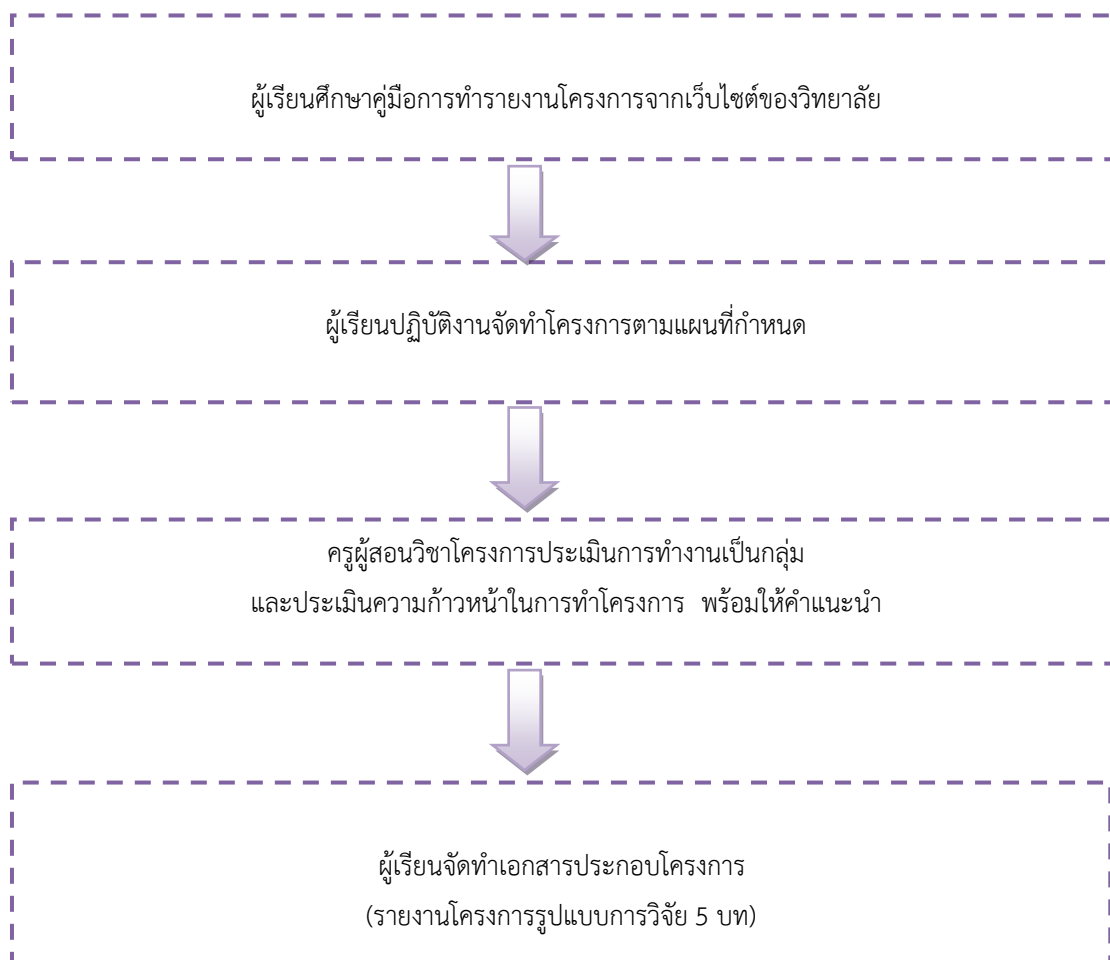 ผู้เรียนศึกษาคู่มือการทำรายงานโครงการจากเว็บไซต์ของวิทยาลัย
ผู้เรียนปฏิบัติงานจัดทำโครงการตามแผนที่กำหนด
ครูผู้สอนวิชาโครงการประเมินการทำงานเป็นกลุ่ม
และประเมินความก้าวหน้าในการทำโครงการ  พร้อมให้คำแนะนำ
ผู้เรียนจัดทำเอกสารประกอบโครงการ
(รายงานโครงการรูปแบบการวิจัย 5 บท)